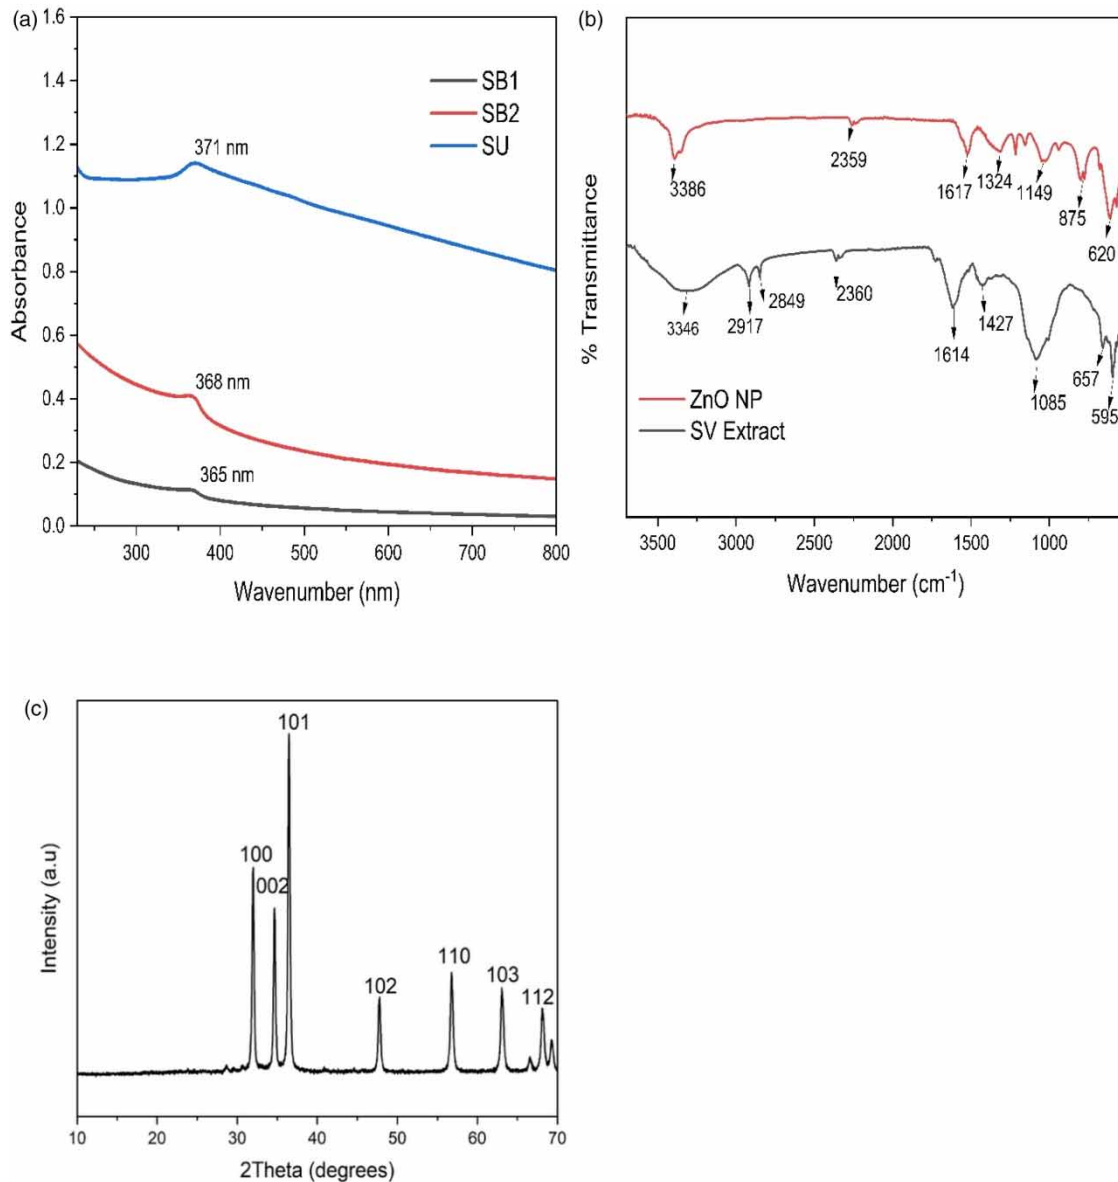 (a)
1.6
1.4
1.2
1.0
0.8
0.6
0.4
0.2
0.0
Absorbance
SB1
SB2
SU
371 nm
368 nm
365 nm
300 400 500 600 700 800
Wavenumber (nm)
(b)
% Transmittance
3386
2359
1617
1324
1149
875
620
3346
2917
2849
2360
1614
1427
1085
657
595
ZnO NP
SV Extract
3500 3000 2500 2000 1500 1000
Wavenumber (cm⁻¹)
(c)
Intensity (a.u)
101
100
002
102
110
103
112
10 20 30 40 50 60 70
2Theta (degrees)